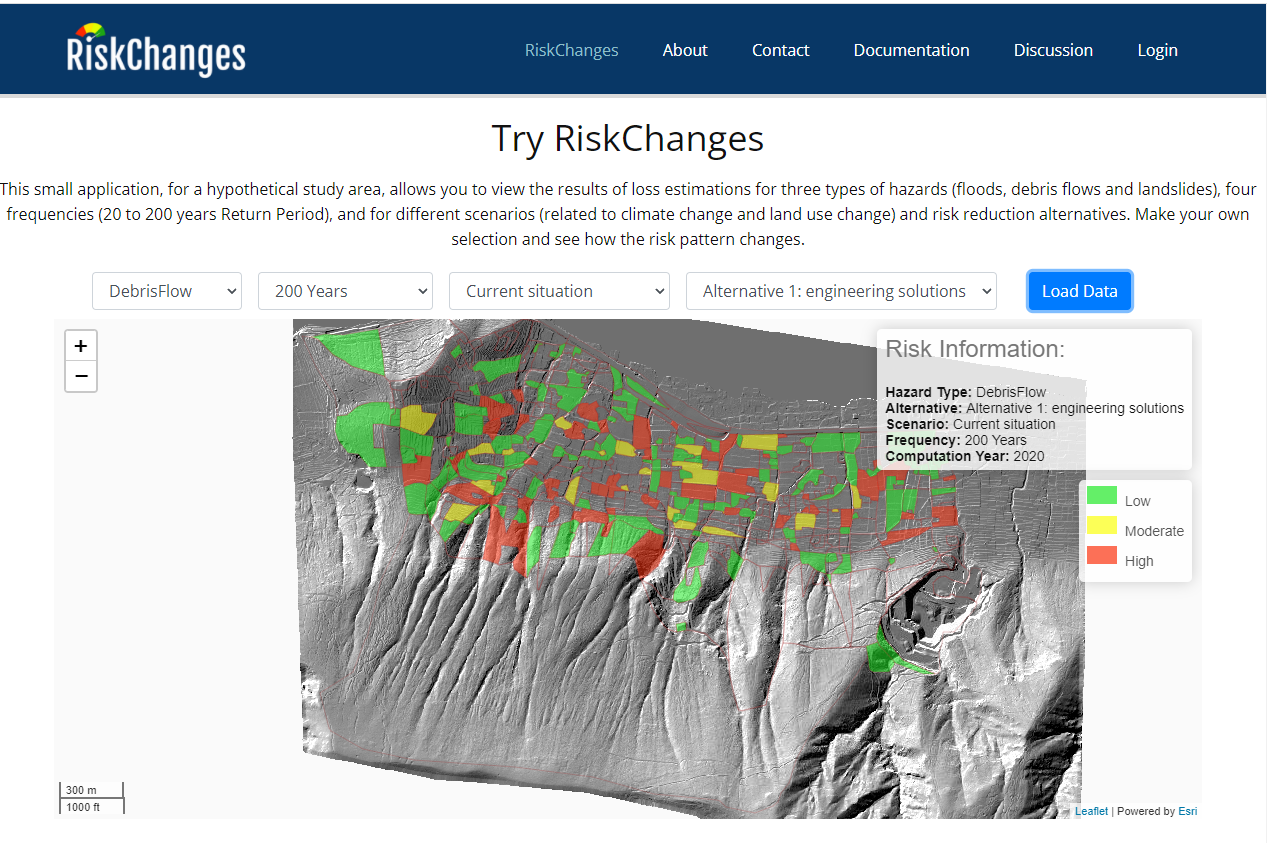 RiskChanges
RiskChanges About Contact Documentation Discussion Login
Try RiskChanges
This small application, for a hypothetical study area, allows you to view the results of loss estimations for three types of hazards (floods, debris flows and landslides), four
frequencies (20 to 200 years Return Period), and for different scenarios (related to climate change and land use change) and risk reduction alternatives. Make your own
selection and see how the risk pattern changes.
DebrisFlow 200 Years Current situation Alternative 1: engineering solutions Load Data
+
−
Risk Information:
Hazard Type: DebrisFlow
Alternative: Alternative 1: engineering solutions
Scenario: Current situation
Frequency: 200 Years
Computation Year: 2020
Low
Moderate
High
300 m
1000 ft
Leaflet | Powered by Esri